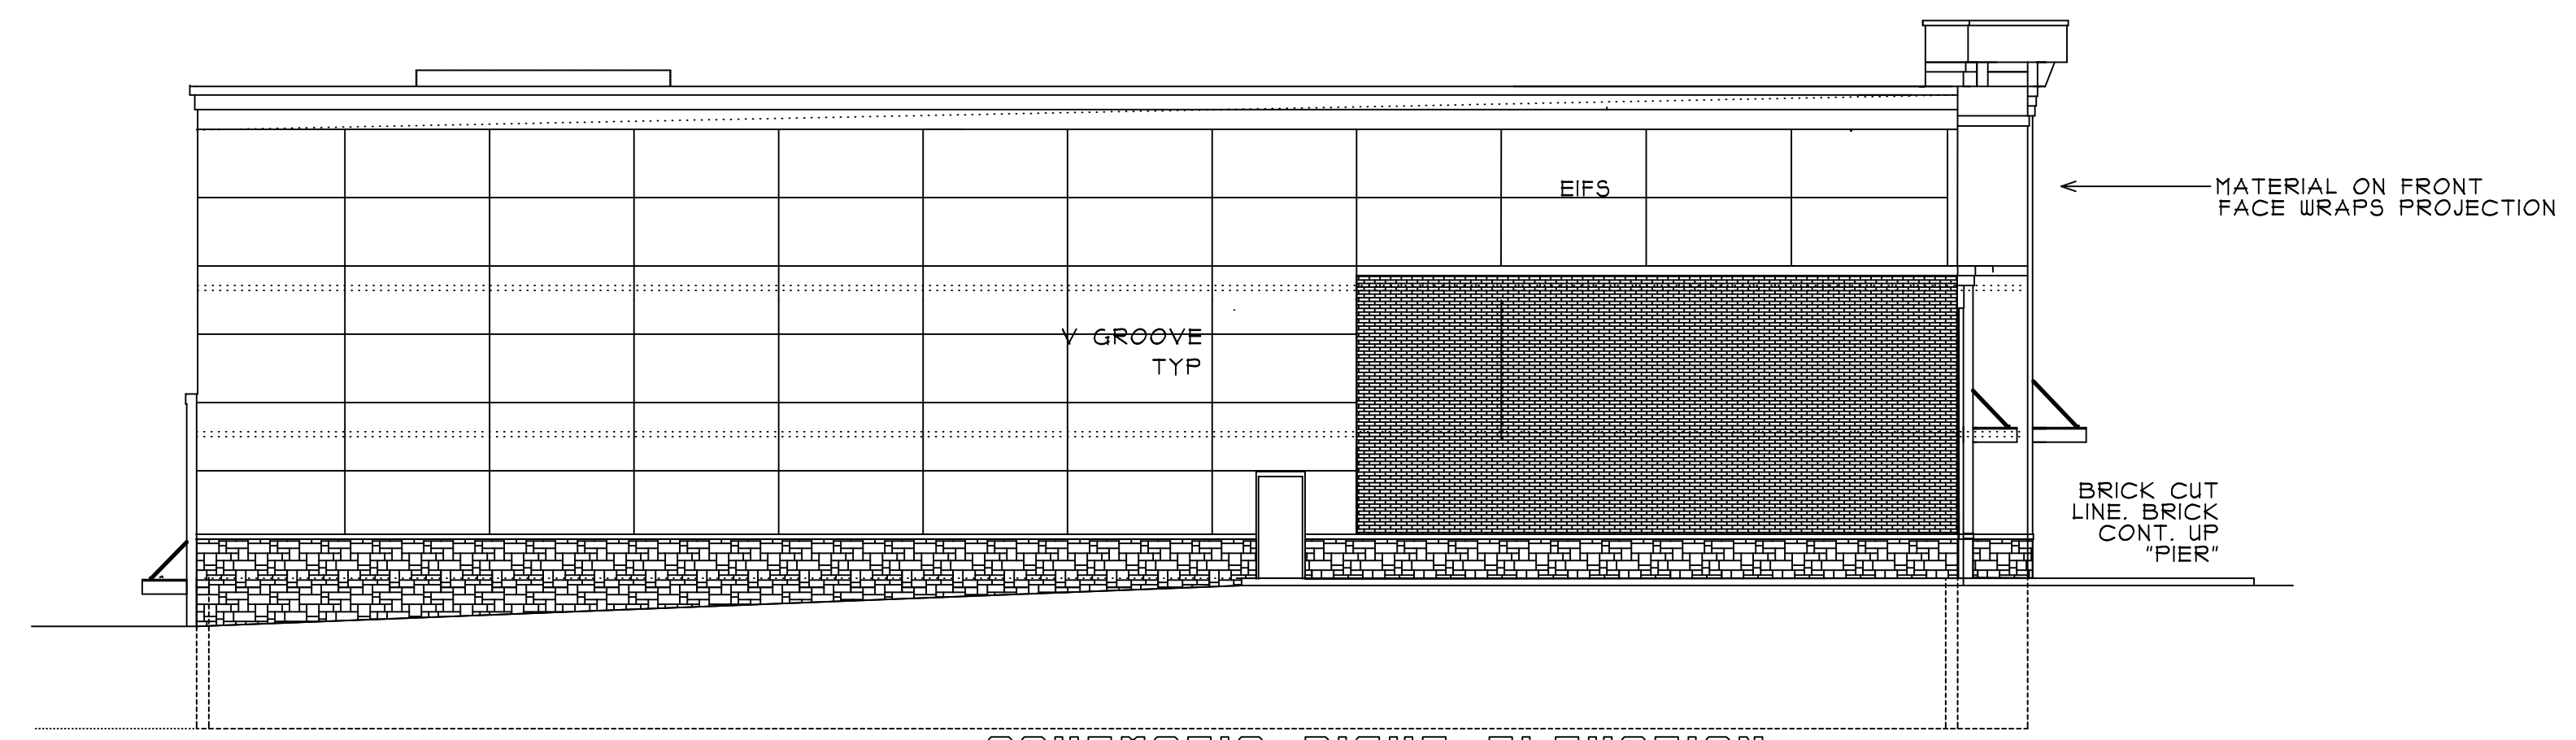 EIFS
MATERIAL ON FRONT
FACE WRAPS PROJECTION
V GROOVE
TYP
BRICK CUT
LINE. BRICK
CONT. UP
"PIER"